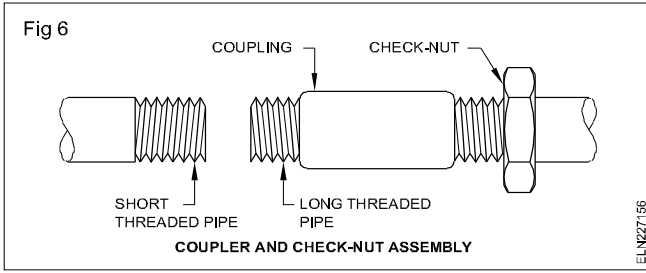 Fig 6
COUPLING
CHECK-NUT
SHORT
THREADED PIPE
LONG THREADED
PIPE
COUPLER AND CHECK-NUT ASSEMBLY
ELN227156